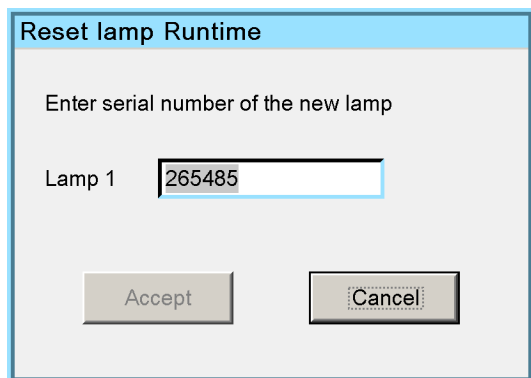 Reset lamp Runtime
Enter serial number of the new lamp
Lamp 1 265485
Accept Cancel